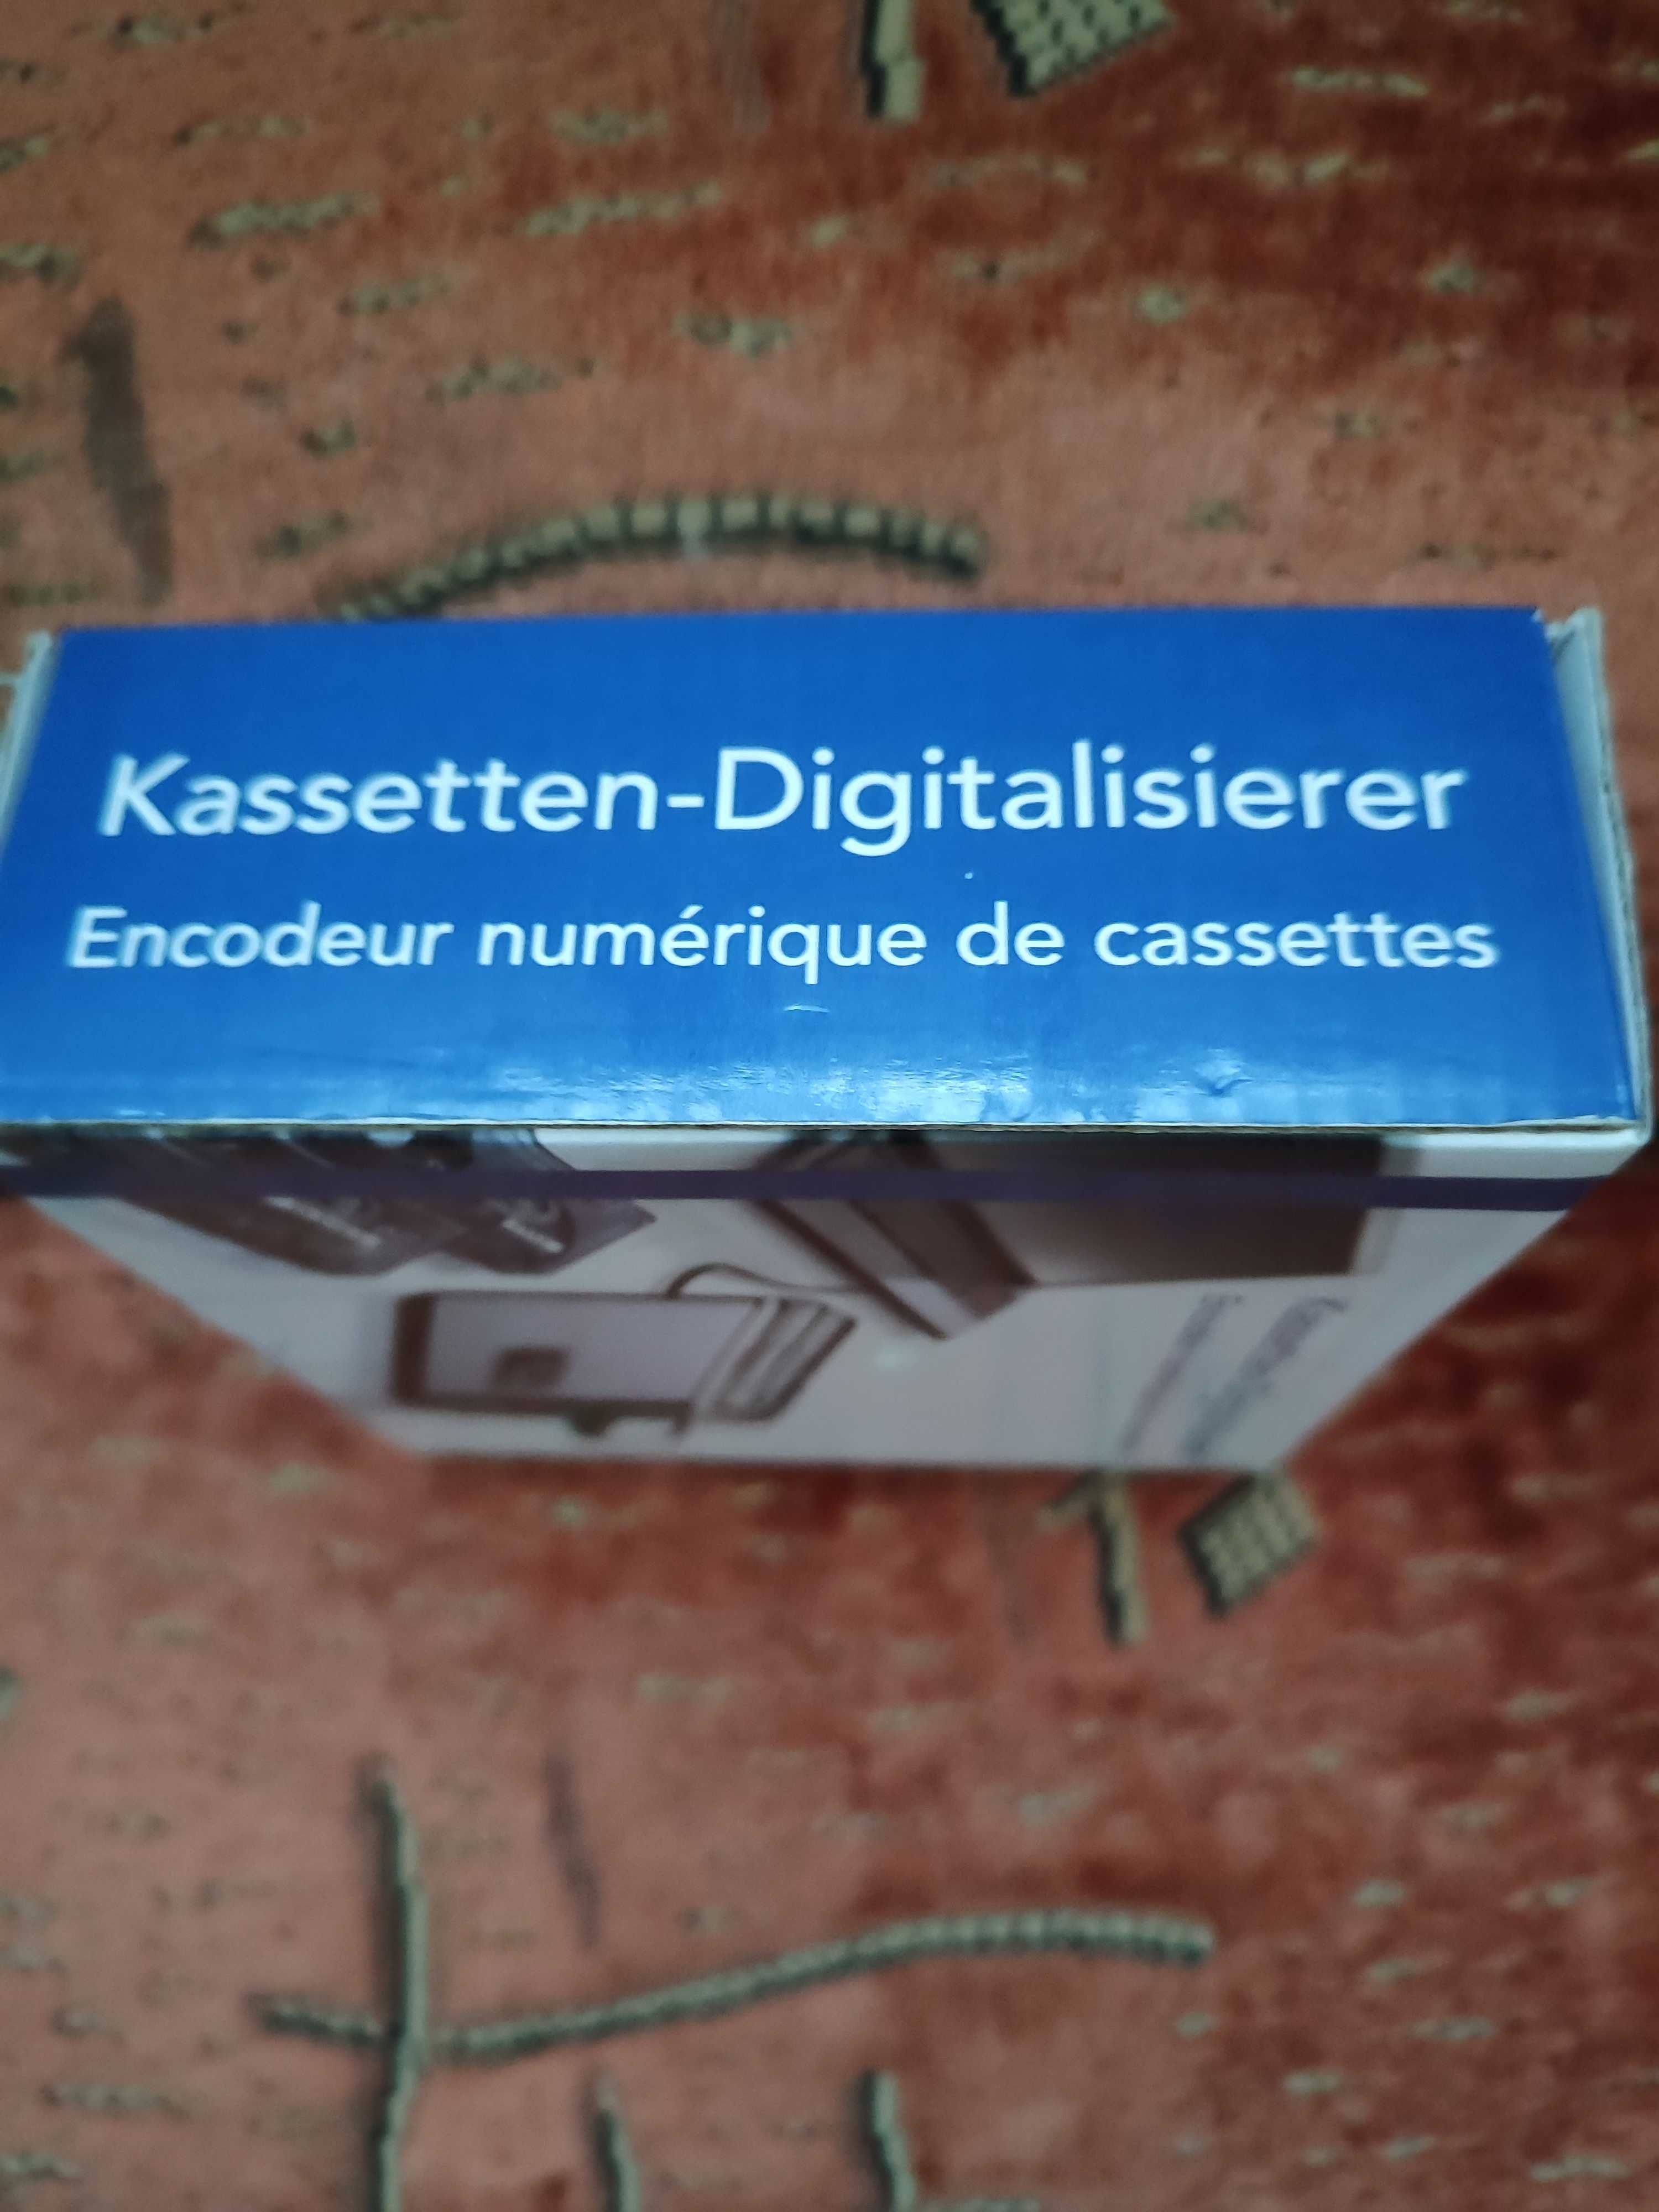 Kassetten-Digitalisierer
Encodeur numérique de cassettes